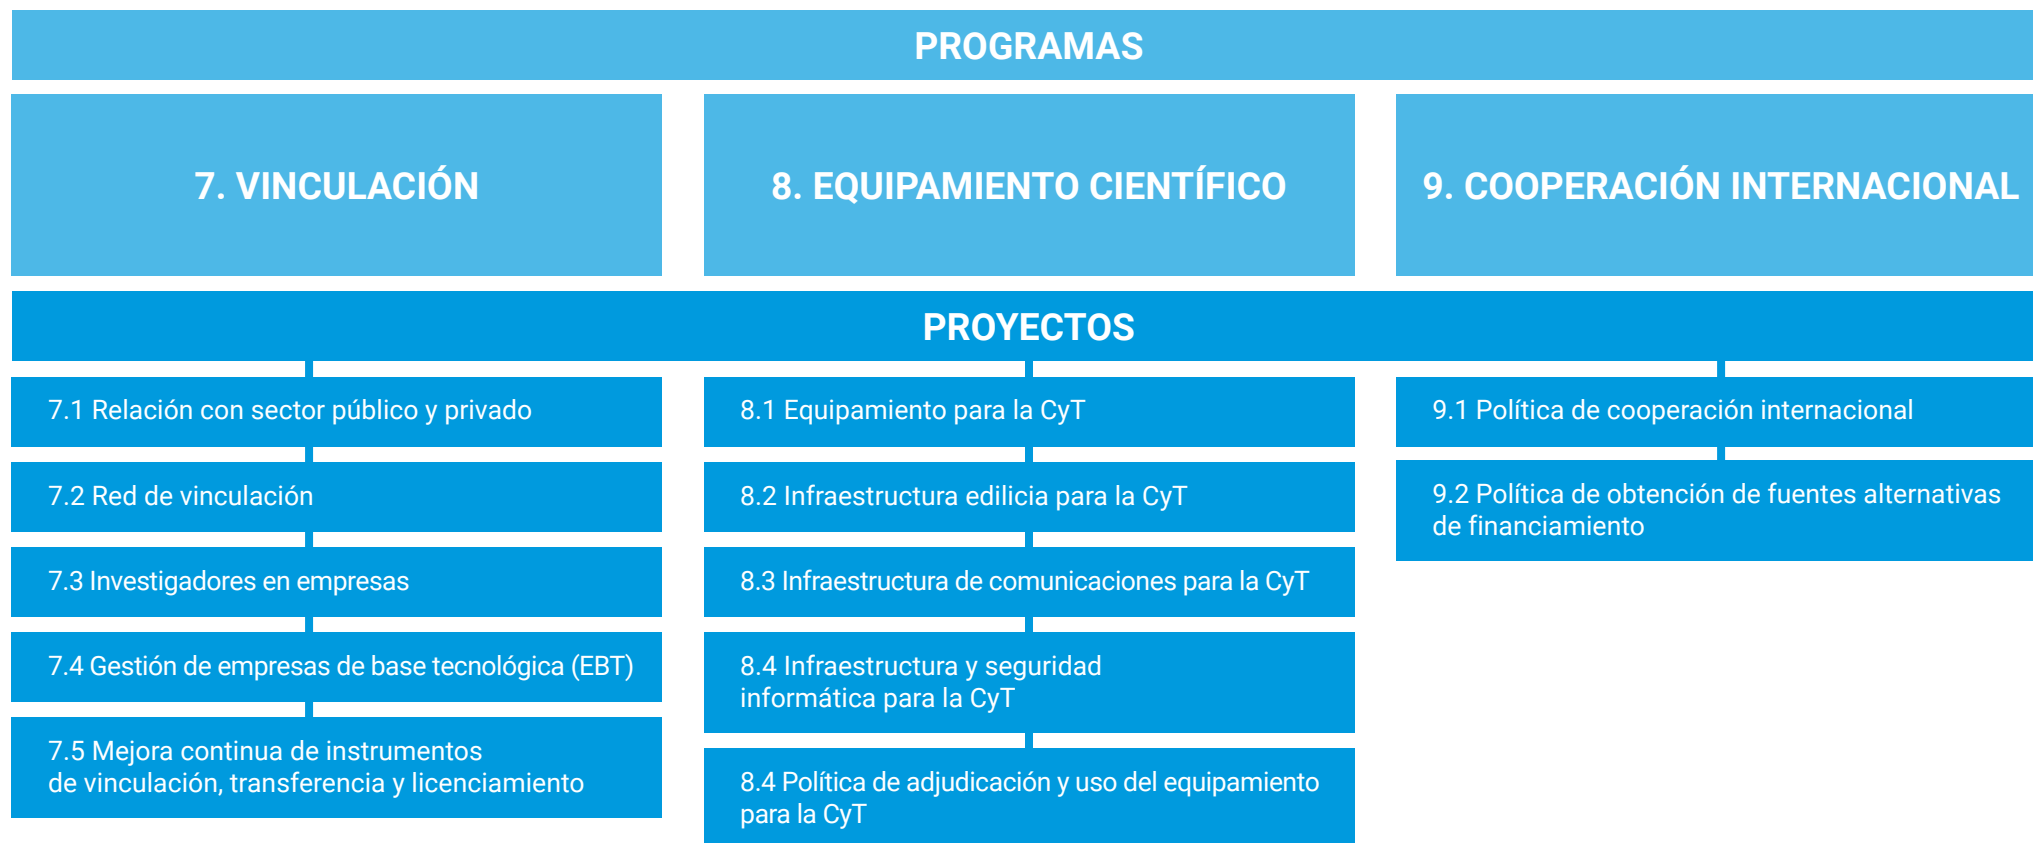 PROGRAMAS
7. VINCULACIÓN
8. EQUIPAMIENTO CIENTÍFICO
9. COOPERACIÓN INTERNACIONAL
PROYECTOS
7.1 Relación con sector público y privado
7.2 Red de vinculación
7.3 Investigadores en empresas
7.4 Gestión de empresas de base tecnológica (EBT)
7.5 Mejora continua de instrumentos
de vinculación, transferencia y licenciamiento
8.1 Equipamiento para la CyT
8.2 Infraestructura edilicia para la CyT
8.3 Infraestructura de comunicaciones para la CyT
8.4 Infraestructura y seguridad
informática para la CyT
8.4 Política de adjudicación y uso del equipamiento
para la CyT
9.1 Política de cooperación internacional
9.2 Política de obtención de fuentes alternativas
de financiamiento